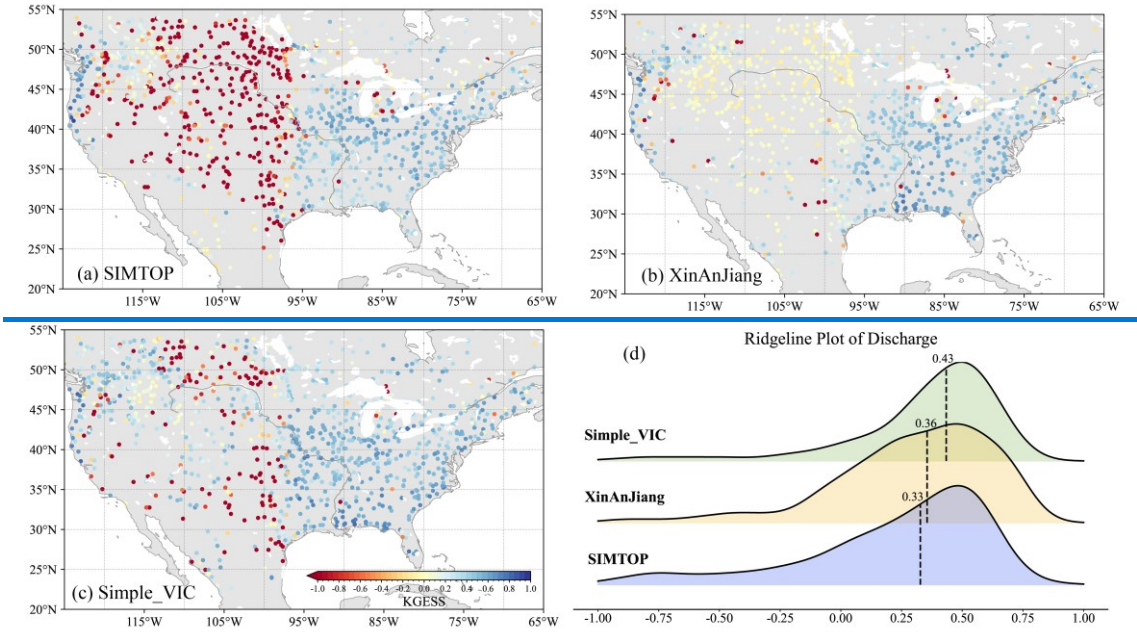 55°N
50°N
45°N
40°N
35°N
30°N
25°N
20°N
(a) SIMTOP
115°W 105°W 95°W 85°W 75°W 65°W
55°N
50°N
45°N
40°N
35°N
30°N
25°N
20°N
(b) XinAnJiang
115°W 105°W 95°W 85°W 75°W 65°W
55°N
50°N
45°N
40°N
35°N
30°N
25°N
20°N
(c) Simple_VIC
-1.0 -0.8 -0.6 -0.4 -0.2 0.0 0.2 0.4 0.6 0.8 1.0
KGESS
115°W 105°W 95°W 85°W 75°W 65°W
Ridgeline Plot of Discharge
(d)
0.43
Simple_VIC
0.36
XinAnJiang
0.33
SIMTOP
-1.00 -0.75 -0.50 -0.25 0.00 0.25 0.50 0.75 1.00